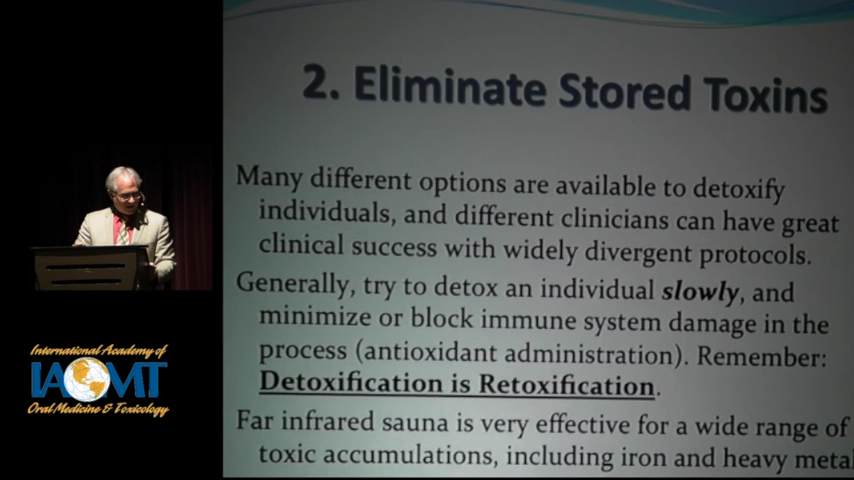 2. Eliminate Stored Toxins
Many different options are available to detoxify
individuals, and different clinicians can have great
clinical success with widely divergent protocols.
Generally, try to detox an individual slowly, and
minimize or block immune system damage in the
process (antioxidant administration). Remember:
Detoxification is Retoxification.
Far infrared sauna is very effective for a wide range of
toxic accumulations, including iron and heavy metal
International Academy of
IAOMT
Oral Medicine & Toxicology